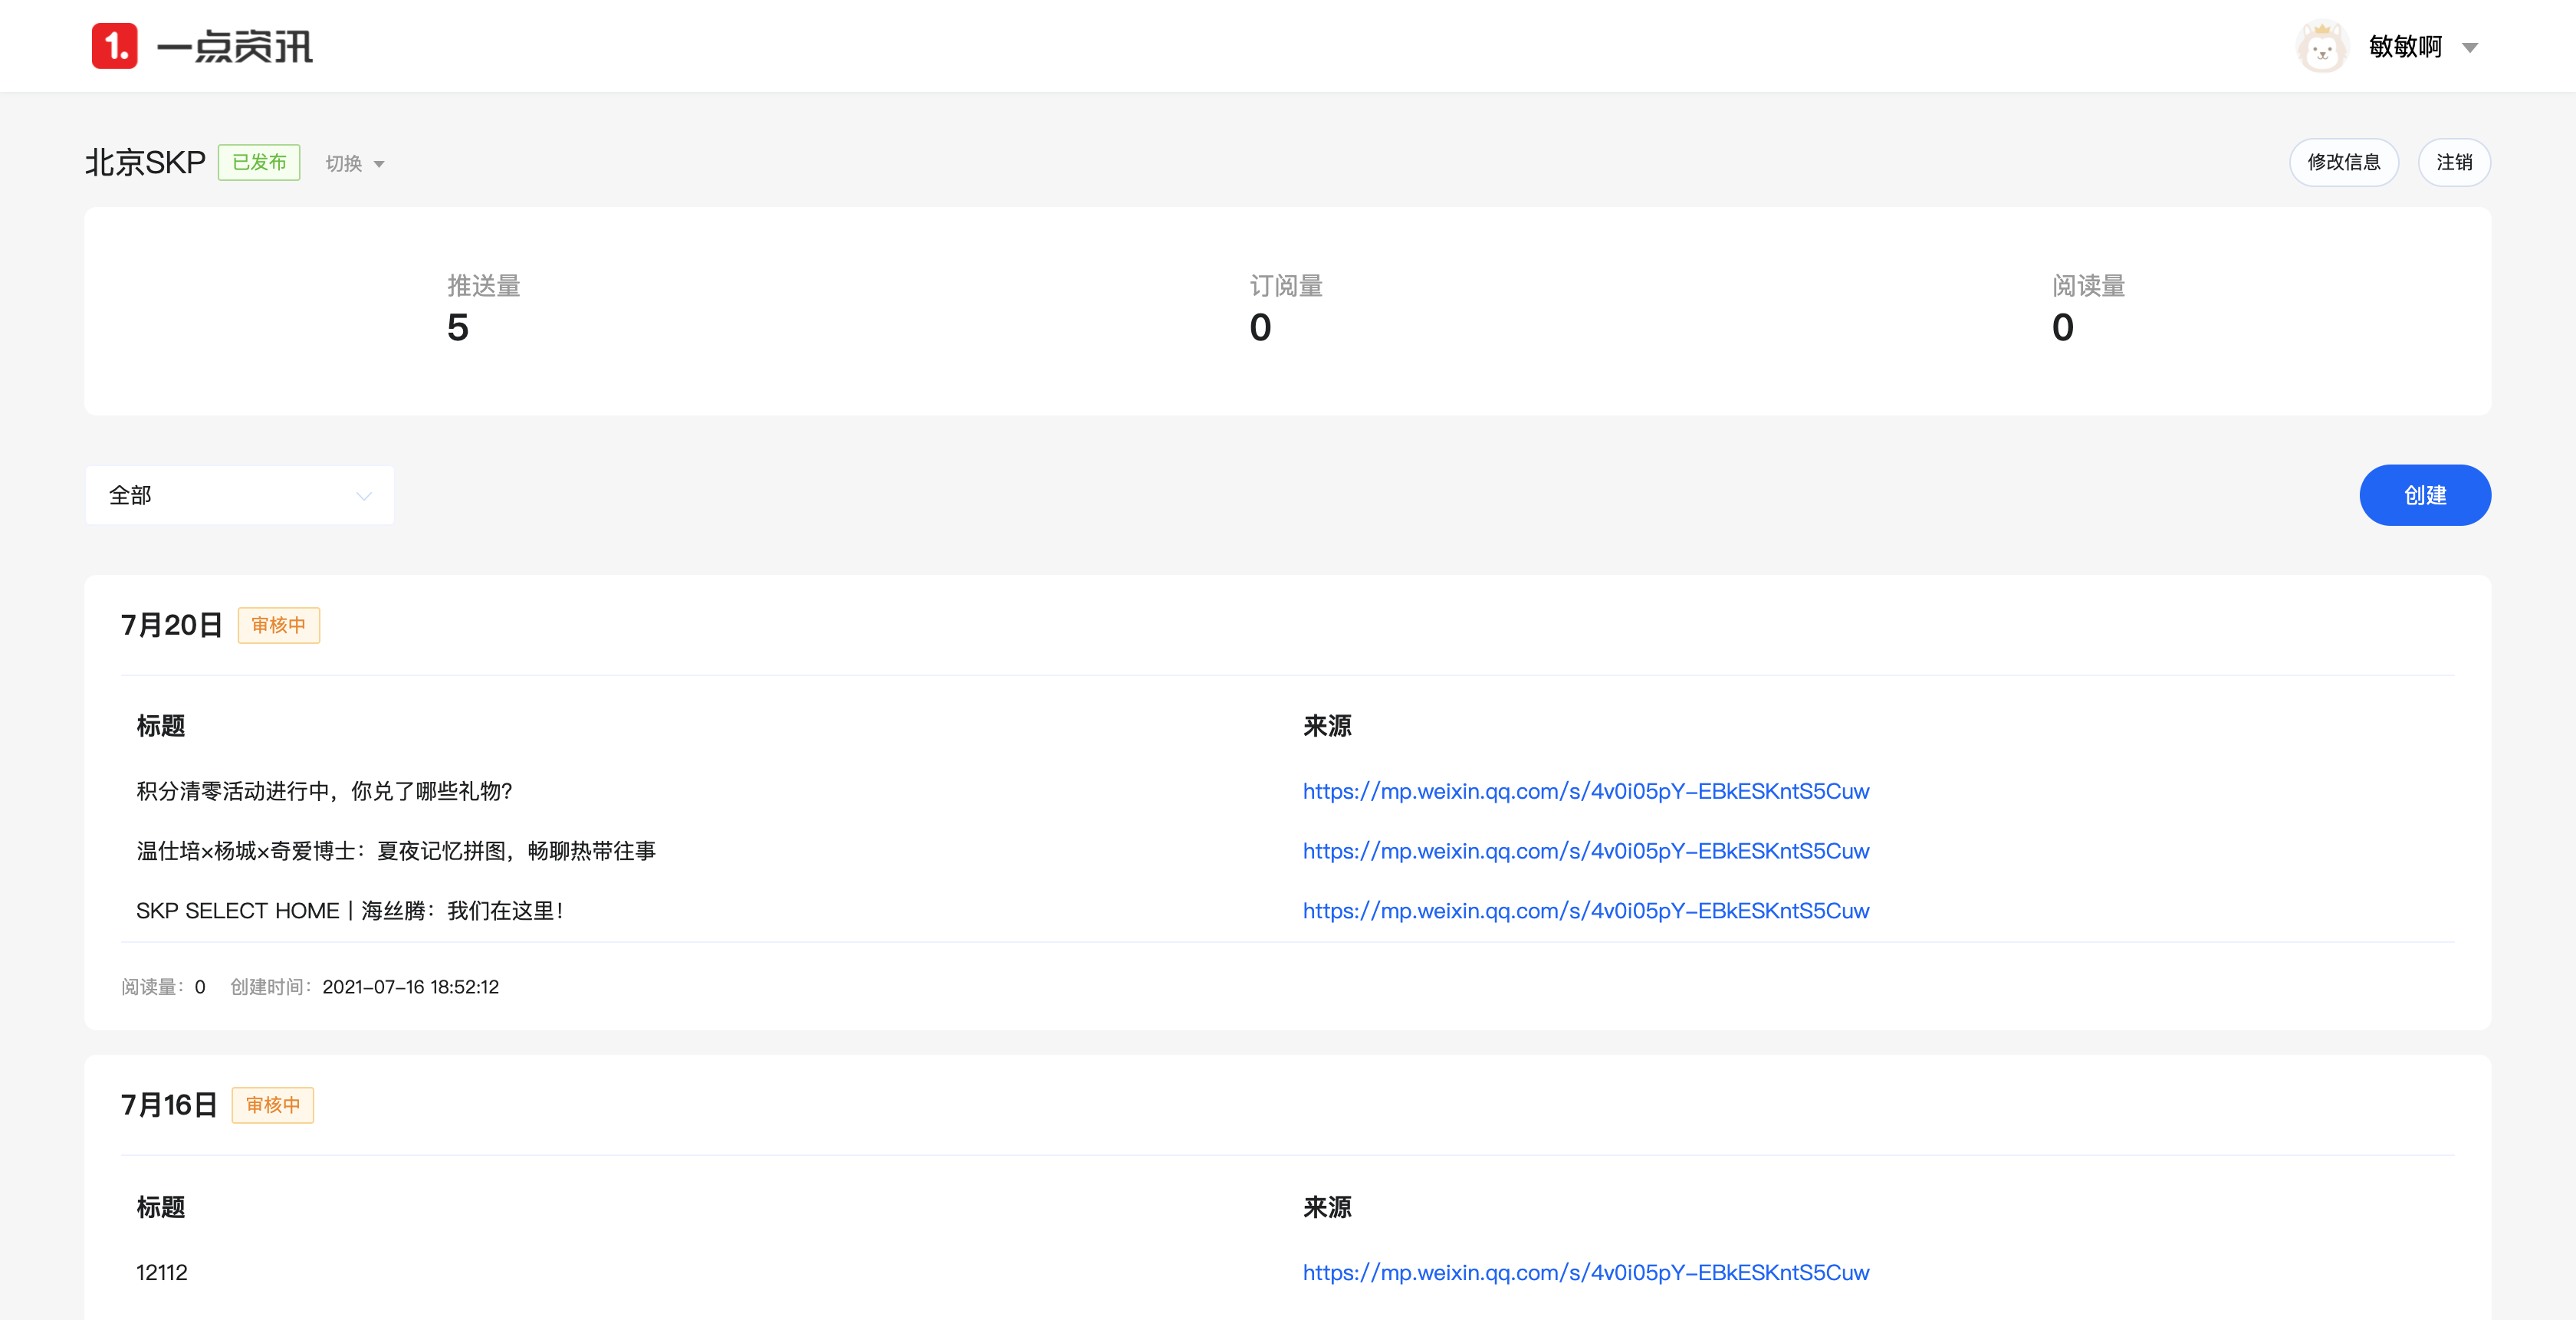 1. 一点资讯 敏敏啊
北京SKP 已发布 切换 修改信息 注销
推送量 订阅量 阅读量
5 0 0
全部 创建
7月20日 审核中
标题 来源
积分清零活动进行中，你兑了哪些礼物？ https://mp.weixin.qq.com/s/4v0i05pY-EBkESKntS5Cuw
温仕培×杨城×奇爱博士：夏夜记忆拼图，畅聊热带往事 https://mp.weixin.qq.com/s/4v0i05pY-EBkESKntS5Cuw
SKP SELECT HOME | 海丝腾：我们在这里！ https://mp.weixin.qq.com/s/4v0i05pY-EBkESKntS5Cuw
阅读量：0 创建时间：2021-07-16 18:52:12
7月16日 审核中
标题 来源
12112 https://mp.weixin.qq.com/s/4v0i05pY-EBkESKntS5Cuw